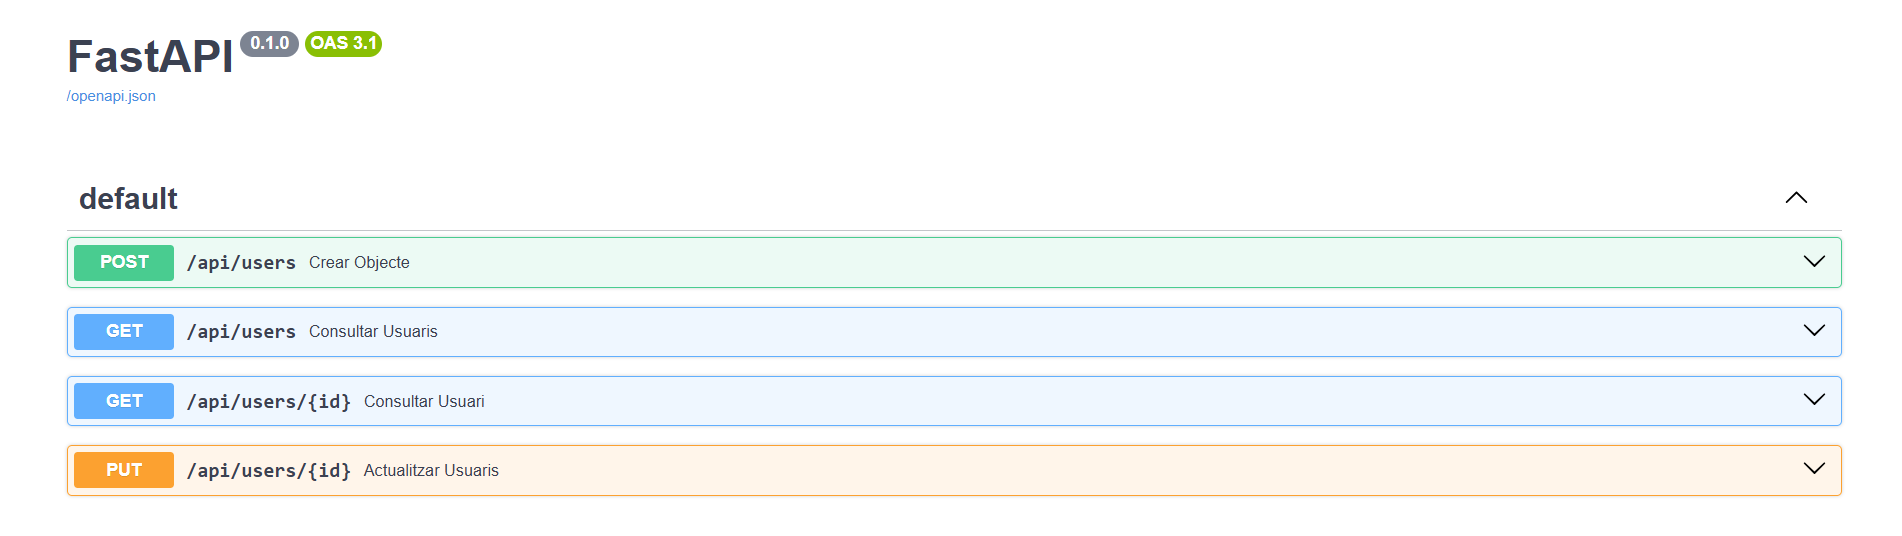 FastAPI 0.1.0 OAS 3.1
/openapi.json
default
POST /api/users Crear Objecte
GET /api/users Consultar Usuaris
GET /api/users/{id} Consultar Usuari
PUT /api/users/{id} Actualitzar Usuaris